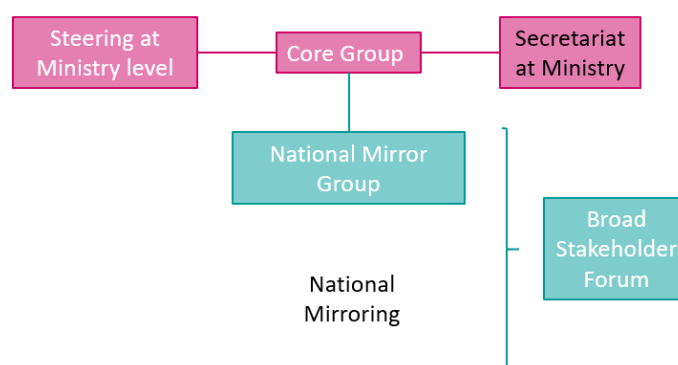 Steering at
Ministry level
Core Group
Secretariat
at Ministry
National Mirror
Group
Broad
Stakeholder
Forum
National
Mirroring